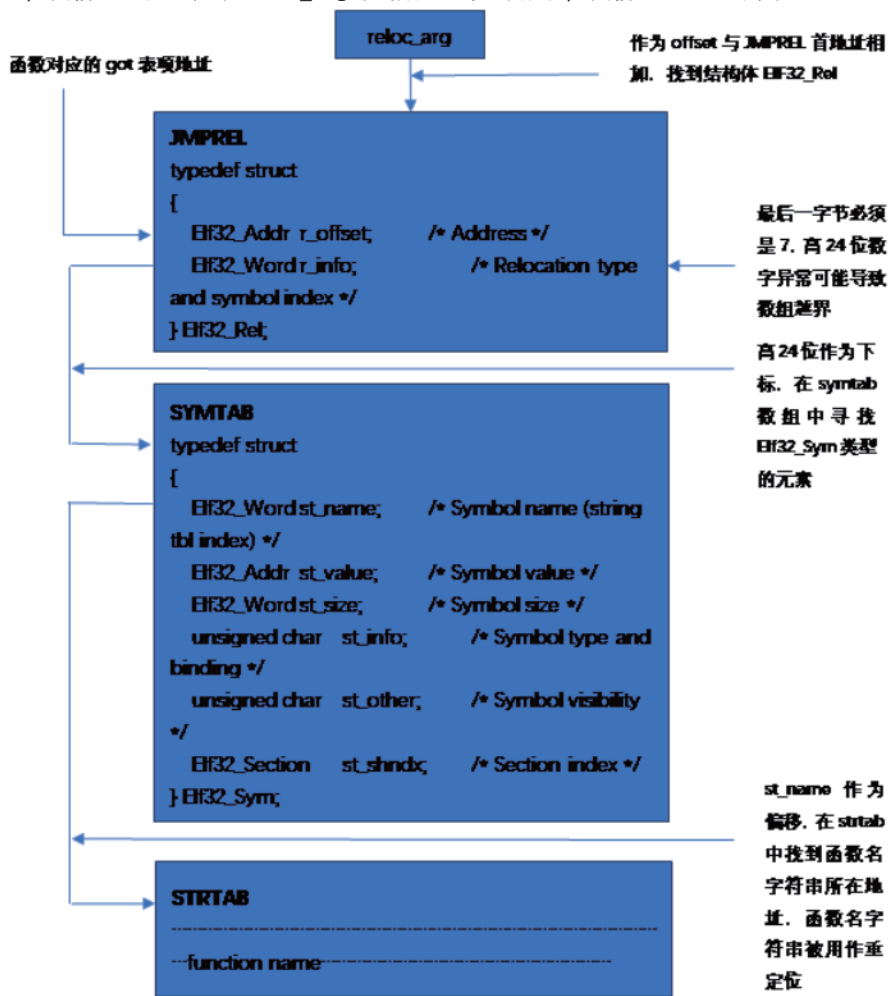 reloc_arg
作为 offset 与 JMPREL 首地址相
加．找到结构体 Elf32_Rel
函数对应的 got 表项地址
JMPREL
typedef struct
{
Elf32_Addr r_offset; /* Address */
Elf32_Word r_info; /* Relocation type
and symbol index */
} Elf32_Rel;
最后一字节必须
是 7．高 24 位数
字异常可能导致
数组越界
高 24 位作为下
标．在 symtab
数组中寻找
Elf32_Sym 类型
的元素
SYMTAB
typedef struct
{
Elf32_Word st_name; /* Symbol name (string
tbl index) */
Elf32_Addr st_value; /* Symbol value */
Elf32_Word st_size; /* Symbol size */
unsigned char st_info; /* Symbol type and
binding */
unsigned char st_other; /* Symbol visibility
*/
Elf32_Section st_shndx; /* Section index */
} Elf32_Sym;
st_name 作为
偏移．在 strtab
中找到函数名
字符串所在地
址．函数名字
符串被用作重
定位
STRTAB
function name